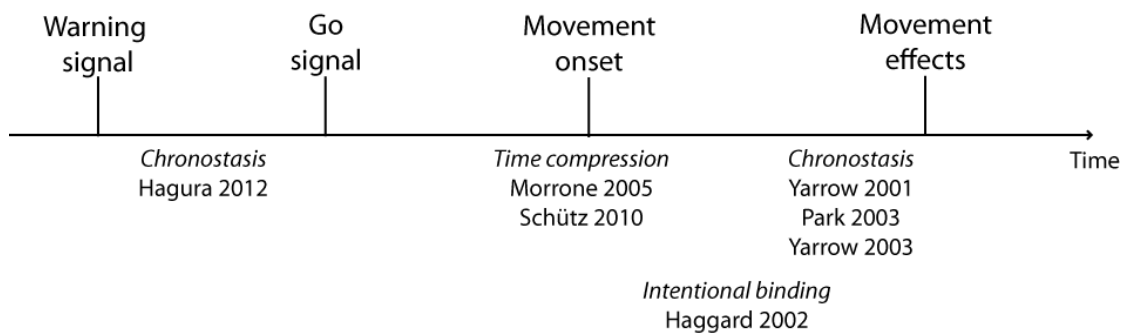 Warning
signal
Go
signal
Movement
onset
Movement
effects
Time
Chronostasis
Hagura 2012
Time compression
Morrone 2005
Schütz 2010
Chronostasis
Yarrow 2001
Park 2003
Yarrow 2003
Intentional binding
Haggard 2002